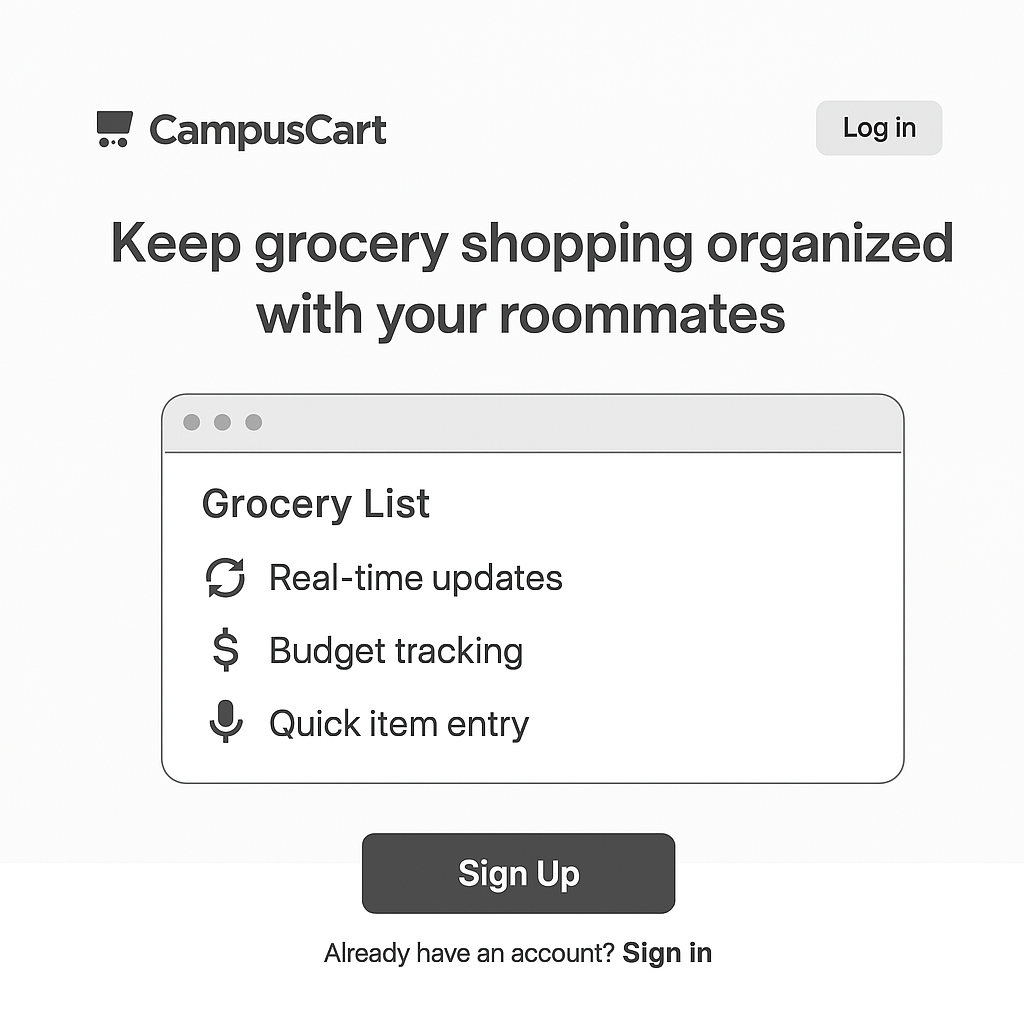 CampusCart
Log in
Keep grocery shopping organized
with your roommates
Grocery List
Real-time updates
$ Budget tracking
Quick item entry
Sign Up
Already have an account? Sign in